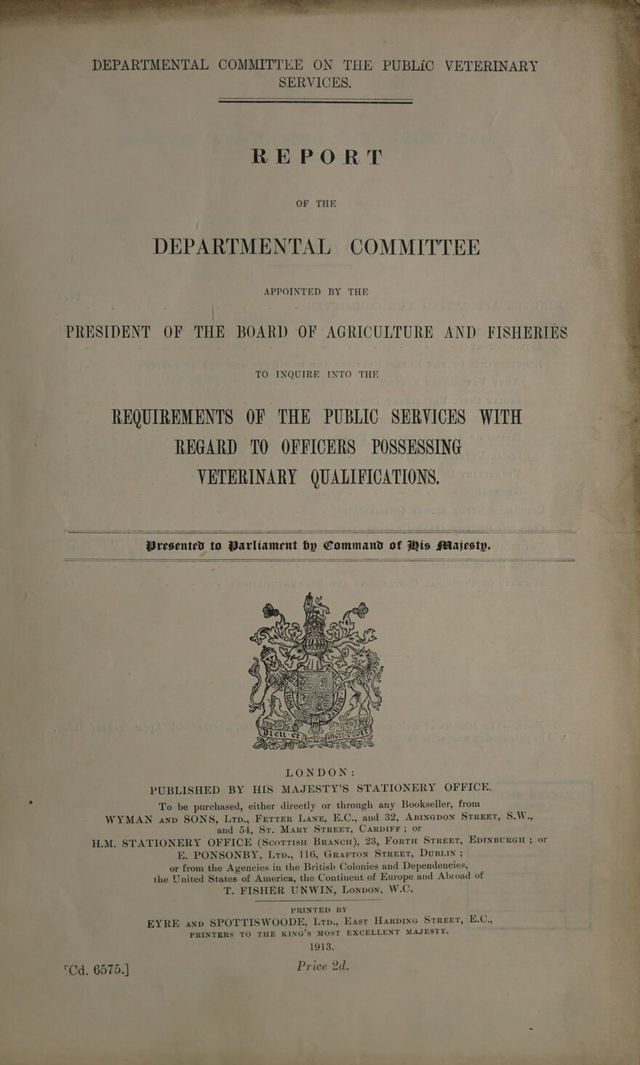 DEPARTMENTAL COMMITTEE ON THE PUBLIC VETERINARY
SERVICES.
REPORT
OF THE
DEPARTMENTAL COMMITTEE
APPOINTED BY THE
PRESIDENT OF THE BOARD OF AGRICULTURE AND FISHERIES
TO INQUIRE INTO THE
REQUIREMENTS OF THE PUBLIC SERVICES WITH
REGARD TO OFFICERS POSSESSING
VETERINARY QUALIFICATIONS.
Presented to Parliament by Command of His Majesty.
DIEU ET MON DROIT
LONDON:
PUBLISHED BY HIS MAJESTY'S STATIONERY OFFICE.
To be purchased, either directly or through any Bookseller, from
WYMAN AND SONS, LTD., FETTER LANE, E.C., and 32, ABINGDON STREET, S.W.,
and 54, ST. MARY STREET, CARDIFF; or
H.M. STATIONERY OFFICE (SCOTTISH BRANCH), 23, FORTH STREET, EDINBURGH; or
E. PONSONBY, LTD., 116, GRAFTON STREET, DUBLIN;
or from the Agencies in the British Colonies and Dependencies,
the United States of America, the Continent of Europe and Abroad of
T. FISHER UNWIN, LONDON, W.C.
PRINTED BY
EYRE AND SPOTTISWOODE, LTD., EAST HARDING STREET, E.C.,
PRINTERS TO THE KING'S MOST EXCELLENT MAJESTY.
1913.
[Cd. 6575.]
Price 2d.